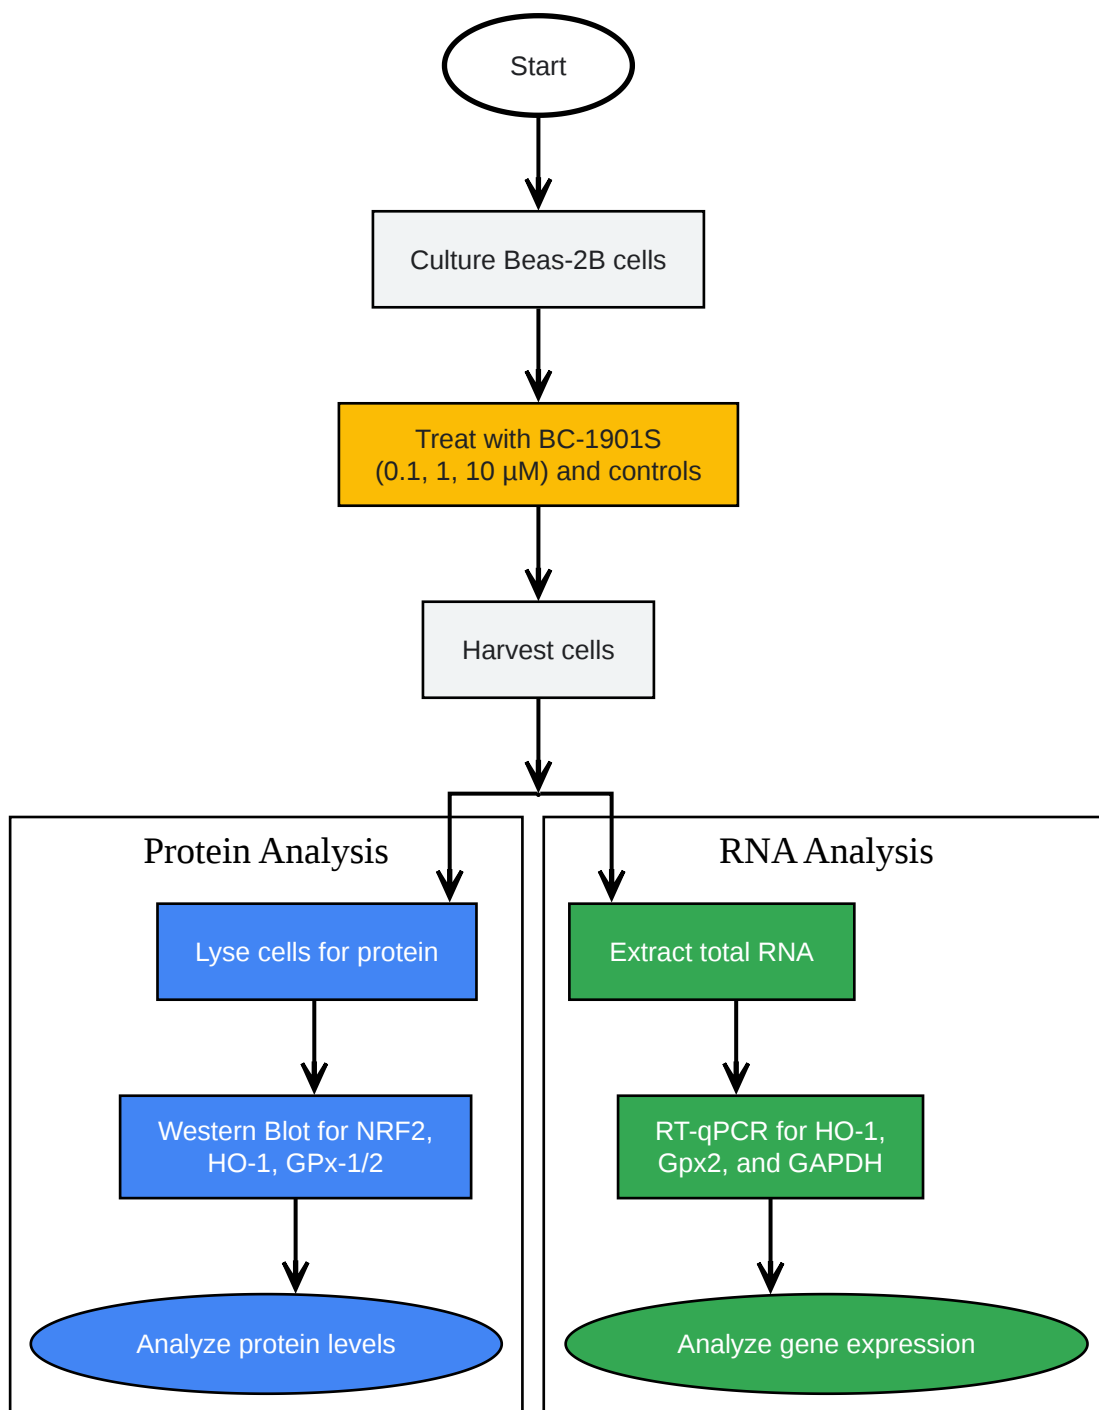 Start
Culture Beas-2B cells
Treat with BC-1901S
(0.1, 1, 10 µM) and controls
Harvest cells
Protein Analysis
Lyse cells for protein
Western Blot for NRF2,
HO-1, GPx-1/2
Analyze protein levels
RNA Analysis
Extract total RNA
RT-qPCR for HO-1,
Gpx2, and GAPDH
Analyze gene expression